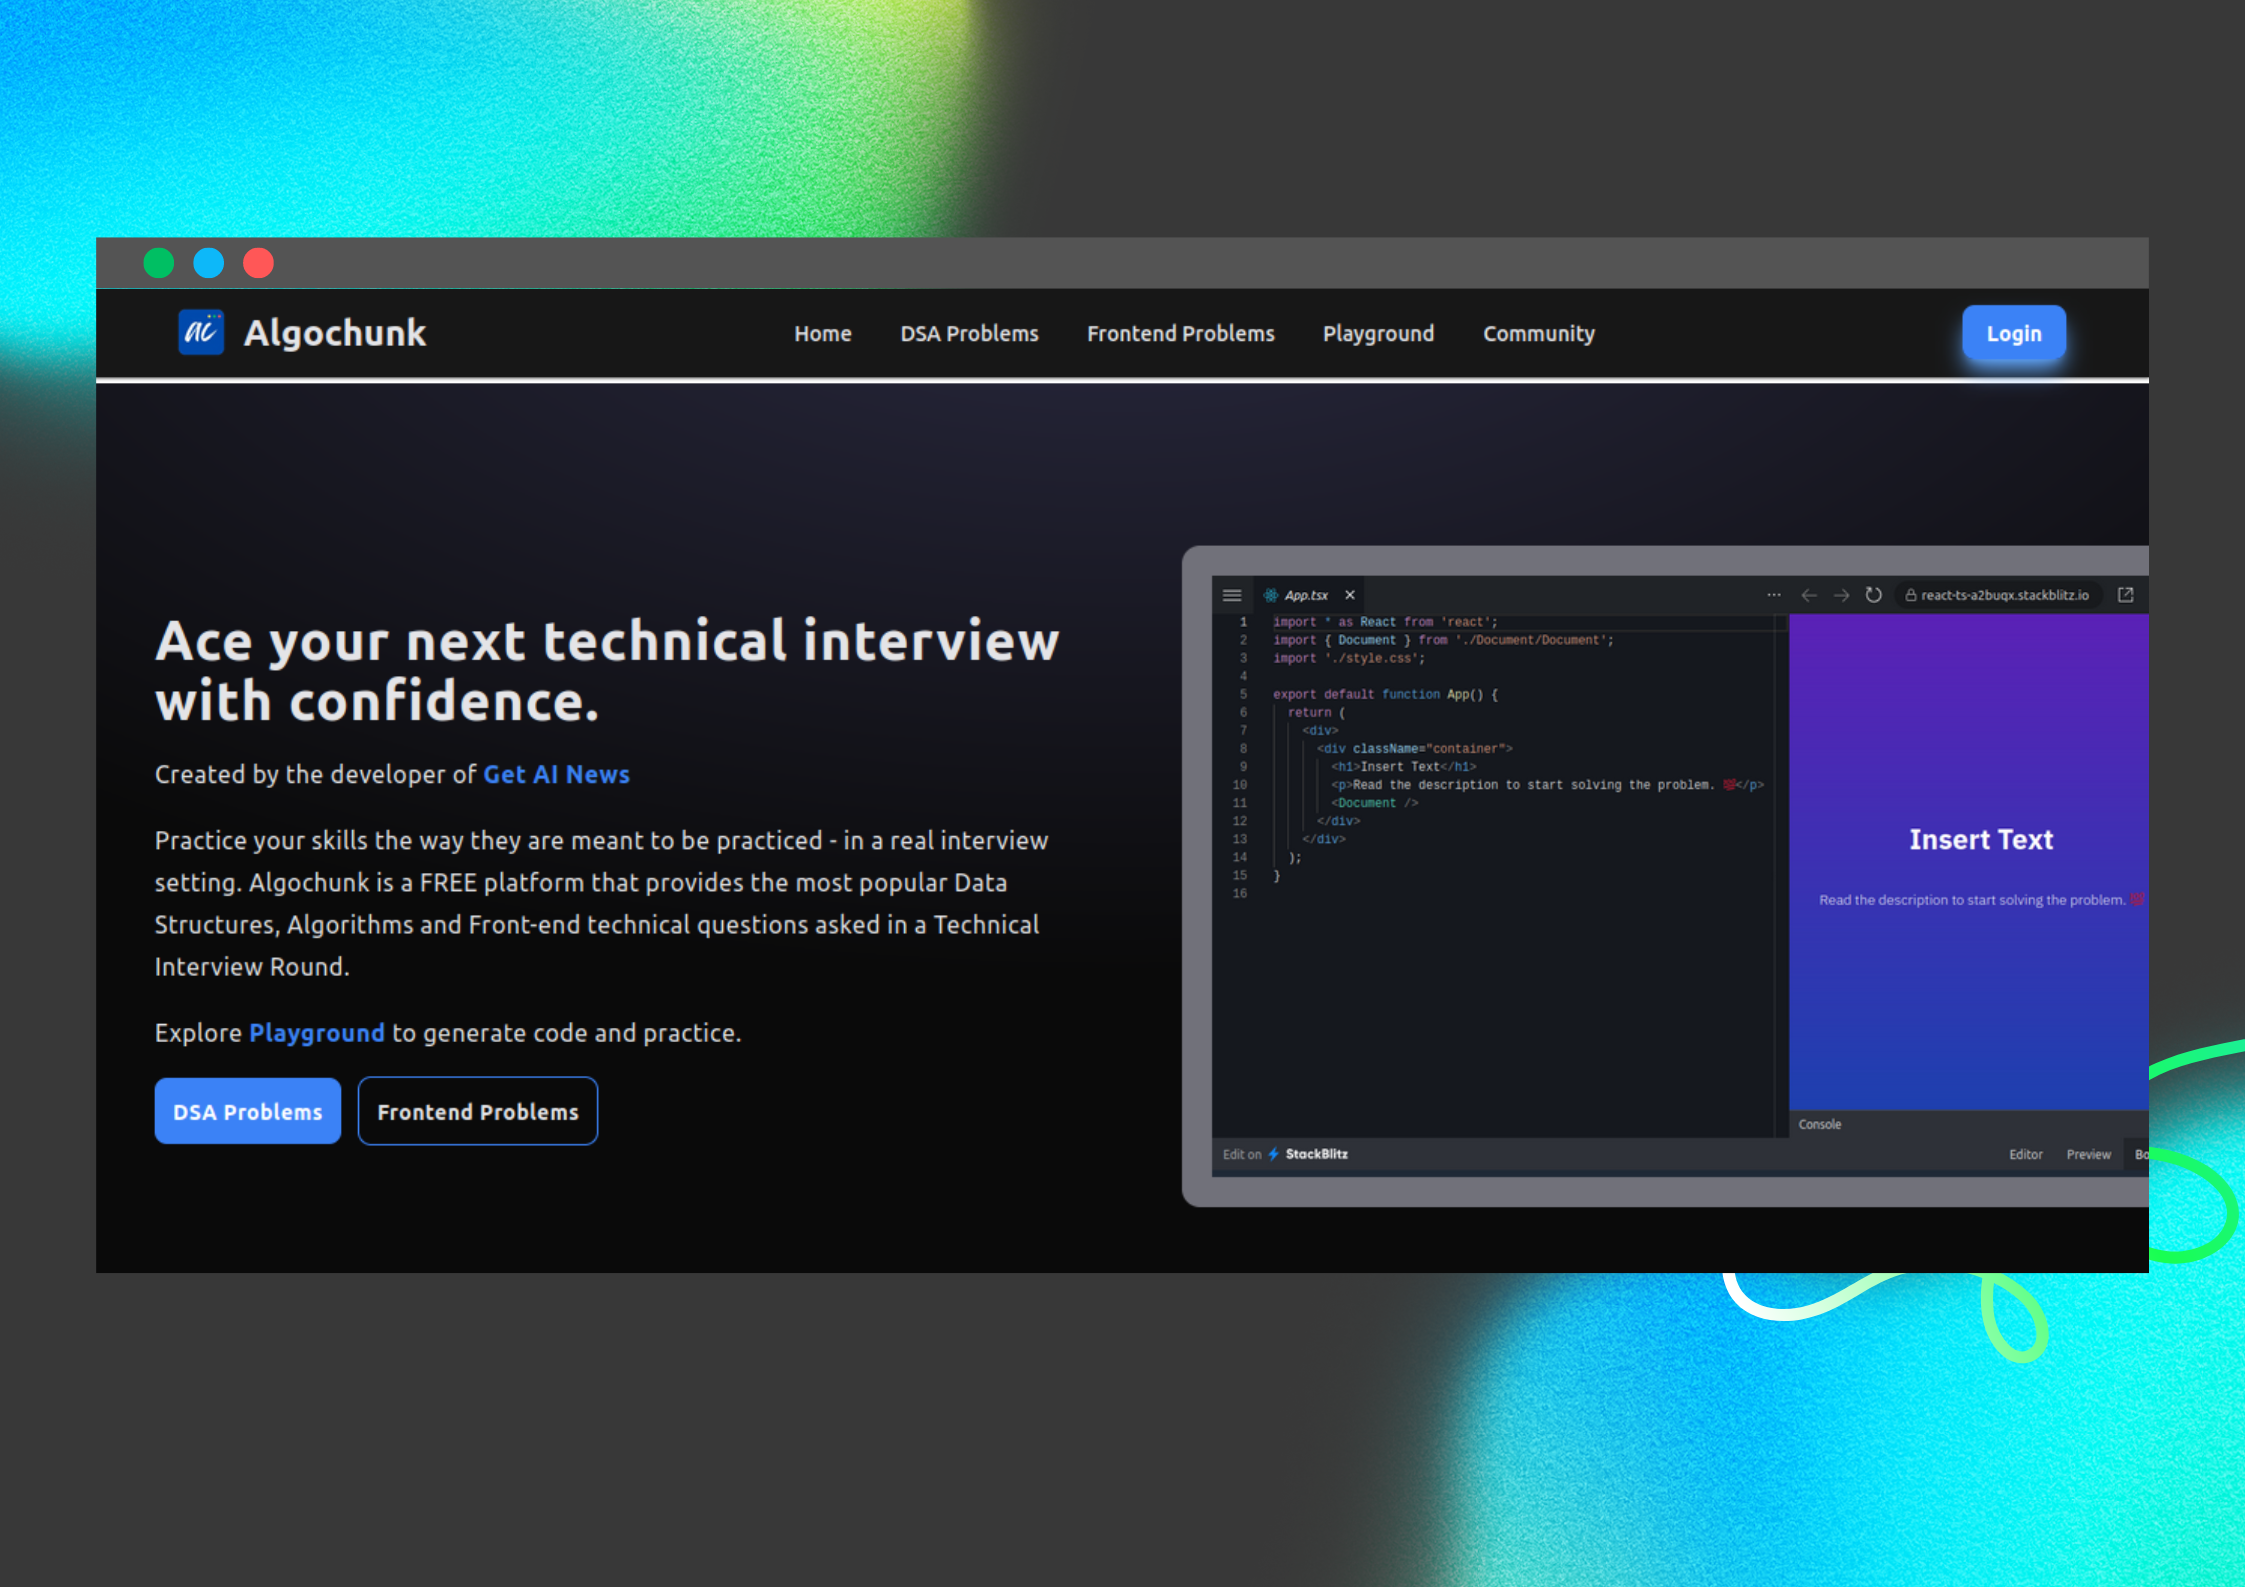 ai Algochunk Home DSA Problems Frontend Problems Playground Community Login
Ace your next technical interview
with confidence.
Created by the developer of Get AI News
Practice your skills the way they are meant to be practiced - in a real interview
setting. Algochunk is a FREE platform that provides the most popular Data
Structures, Algorithms and Front-end technical questions asked in a Technical
Interview Round.
Explore Playground to generate code and practice.
DSA Problems Frontend Problems
App.tsx
1 import * as React from 'react';
2 import { Document } from './Document/Document';
3 import './style.css';
4
5 export default function App() {
6 return (
7 <div>
8 <div className="container">
9 <h1>Insert Text</h1>
10 <p>Read the description to start solving the problem. 💯</p>
11 <Document />
12 </div>
13 </div>
14 );
15 }
16
react-ts-a2buqx.stackblitz.io
Insert Text
Read the description to start solving the problem. 💯
Console
Edit on StackBlitz
Editor Preview Bo